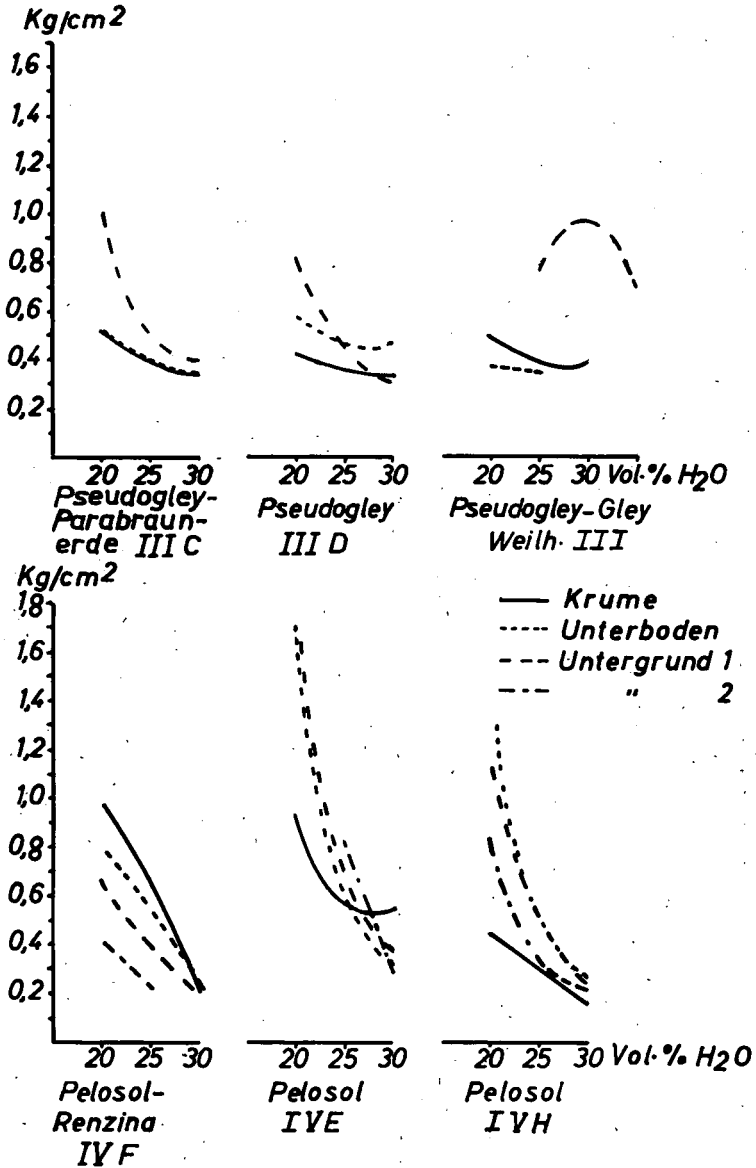 Kg/cm2
1,6
1,4
1,2
1,0
0,8
0,6
0,4
0,2
20 25 30
20 25 30
20 25 30 Vol.% H2O
Pseudogley-
Parabraun-
erde III C
Pseudogley
III D
Pseudogley-Gley
Weilh. III
Kg/cm2
1,8
1,6
1,4
1,2
1,0
0,8
0,6
0,4
0,2
Krume
Unterboden
Untergrund 1
" 2
20 25 30
20 25 30
20 25 30 Vol.% H2O
Pelosol-
Renzina
IV F
Pelosol
IVE
Pelosol
IVH